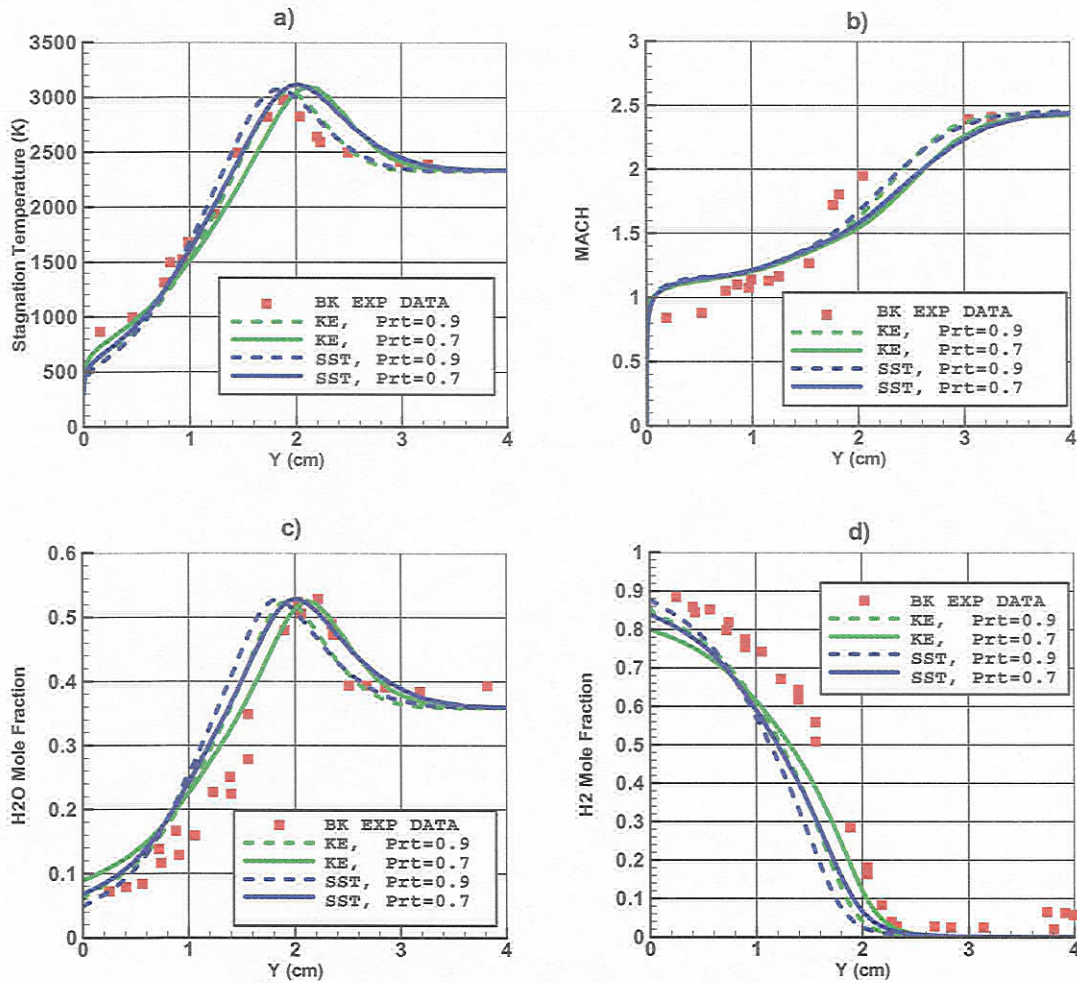 a)
3500
3000
2500
3000
1500
1000
500
0
0
1
2
3
4
Stagnation Temperature (K)
Y (cm)
BK EXP DATA
KE, Prt=0.9
KE, Prt=0.7
SST, Prt=0.9
SST, Prt=0.7
b)
3
2.5
2
1.5
1
0.5
0
0
1
2
3
4
MACH
Y (cm)
BK EXP DATA
KE, Prt=0.9
KE, Prt=0.7
SST, Prt=0.9
SST, Prt=0.7
c)
0.6
0.5
0.4
0.3
0.2
0.1
0
0
1
2
3
4
H2O Mole Fraction
Y (cm)
BK EXP DATA
KE, Prt=0.9
KE, Prt=0.7
SST, Prt=0.9
SST, Prt=0.7
d)
1
0.9
0.8
0.7
0.6
0.5
0.4
0.3
0.2
0.1
0
0
1
2
3
4
H2 Mole Fraction
Y (cm)
BK EXP DATA
KE, Prt=0.9
KE, Prt=0.7
SST, Prt=0.9
SST, Prt=0.7